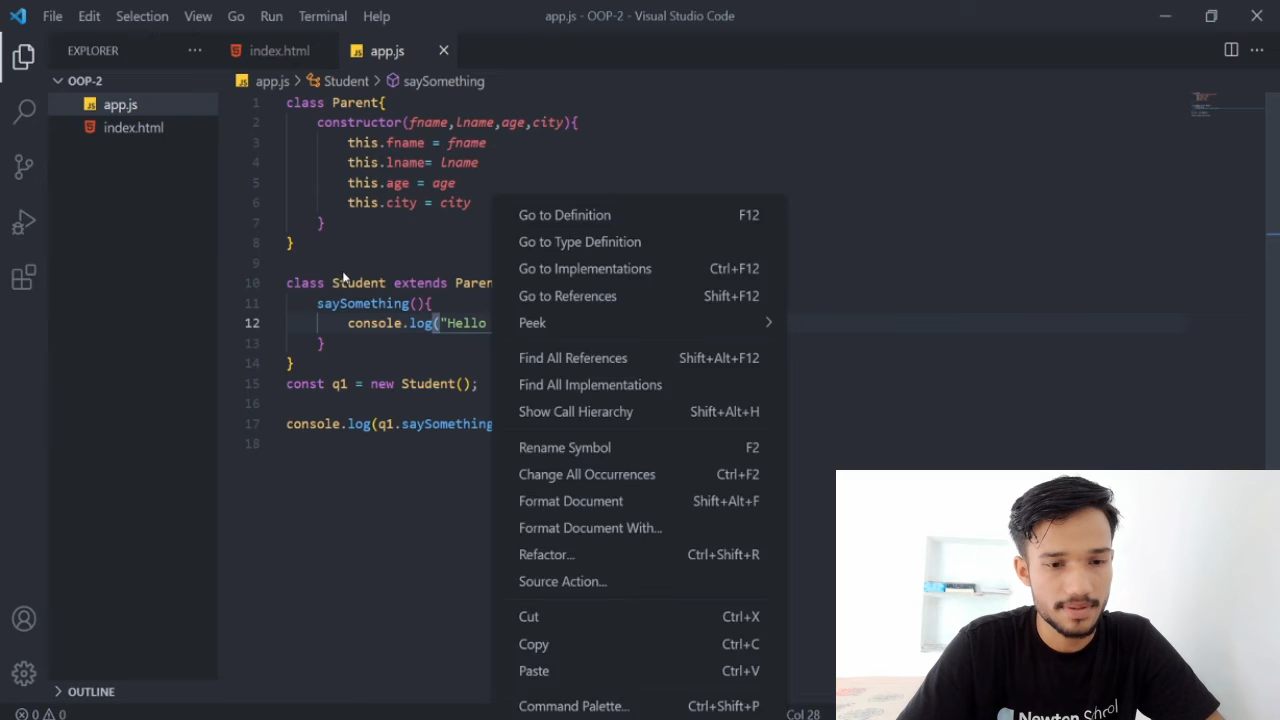 File Edit Selection View Go Run Terminal Help app.js - OOP-2 - Visual Studio Code
EXPLORER ··· index.html app.js
OOP-2
app.js
index.html
OUTLINE
app.js > Student > saySomething
1 class Parent{
2 constructor(fname,lname,age,city){
3 this.fname = fname
4 this.lname= lname
5 this.age = age
6 this.city = city
7 }
8 }
9
10 class Student extends Paren
11 saySomething(){
12 console.log("Hello
13 }
14 }
15 const q1 = new Student();
16
17 console.log(q1.saySomething
18
Go to Definition F12
Go to Type Definition
Go to Implementations Ctrl+F12
Go to References Shift+F12
Peek
Find All References Shift+Alt+F12
Find All Implementations
Show Call Hierarchy Shift+Alt+H
Rename Symbol F2
Change All Occurrences Ctrl+F2
Format Document Shift+Alt+F
Format Document With...
Refactor... Ctrl+Shift+R
Source Action...
Cut Ctrl+X
Copy Ctrl+C
Paste Ctrl+V
Command Palette... Ctrl+Shift+P
0 0 Col 28
Newton School